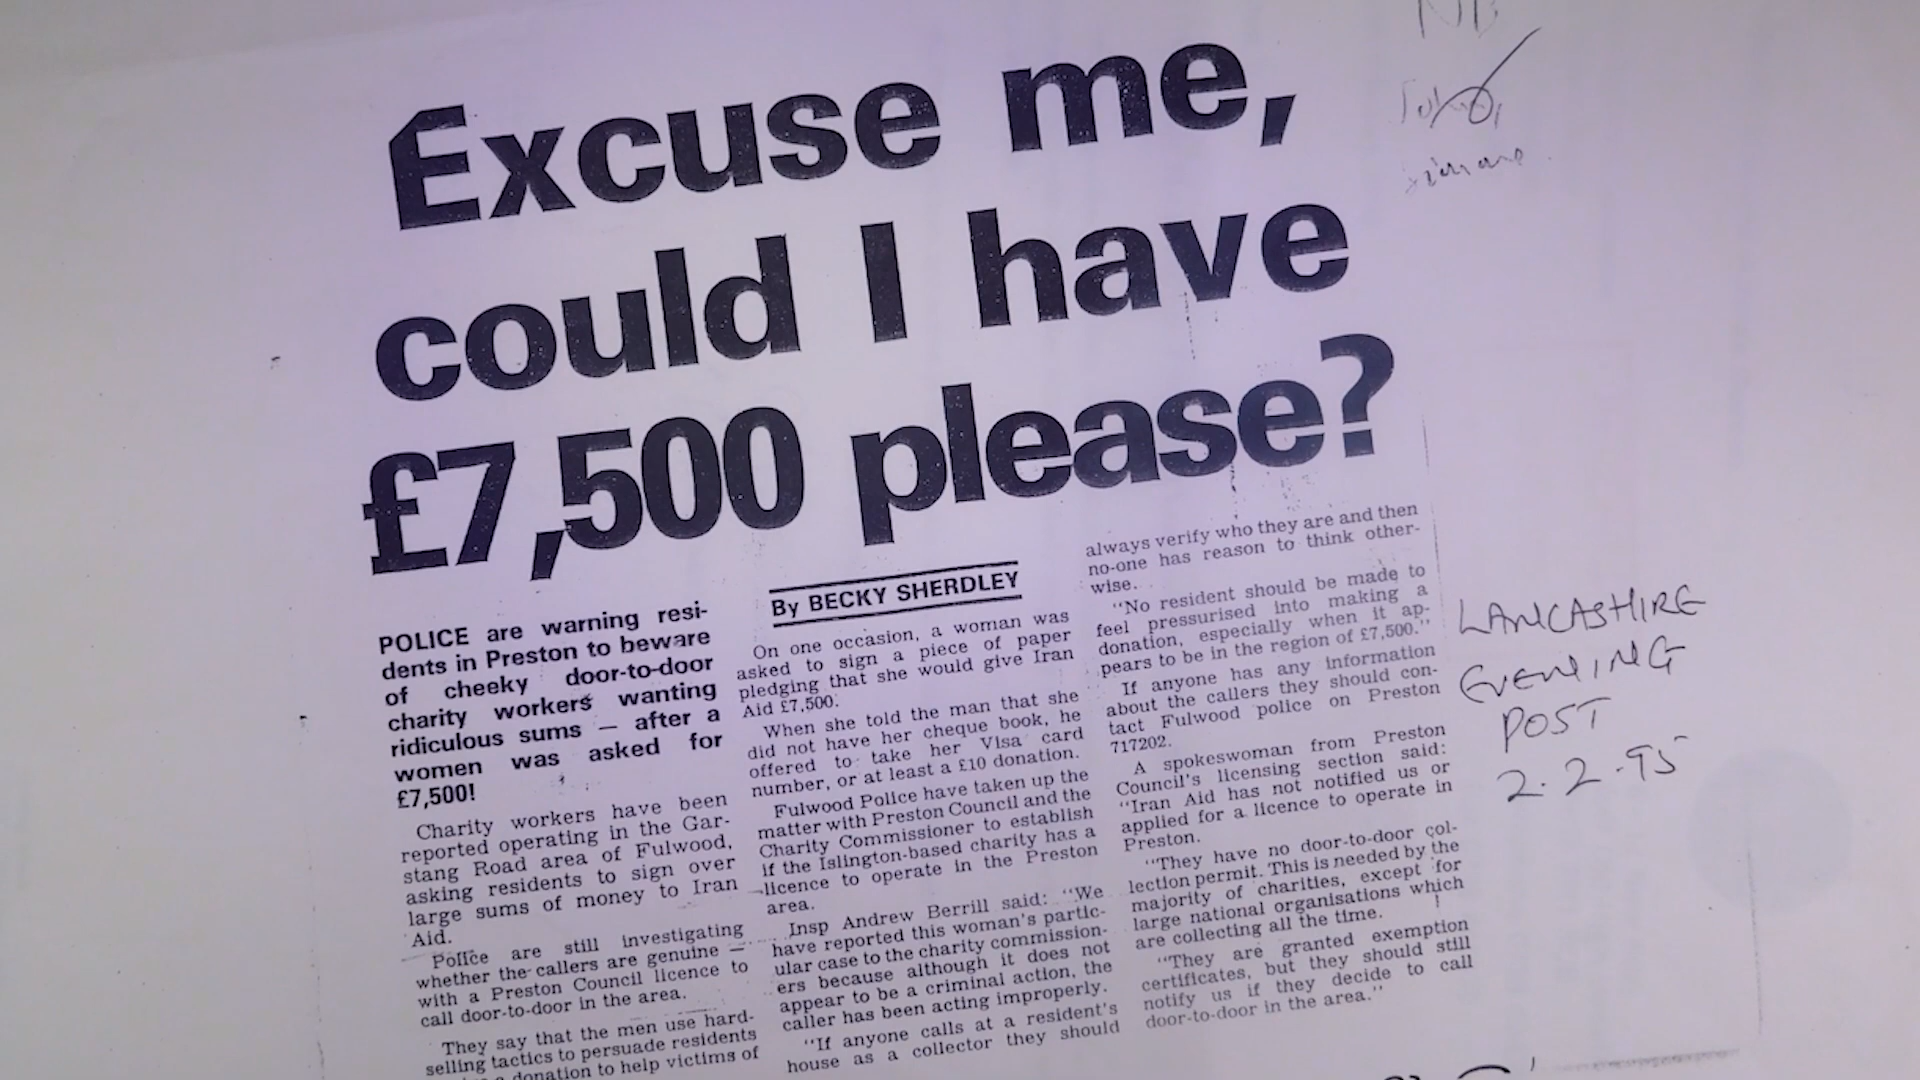 NB
Excuse me,
could I have
£7,500 please?
POLICE are warning resi-
dents in Preston to beware
of cheeky door-to-door
charity workers wanting
ridiculous sums — after a
women was asked for
£7,500!
Charity workers have been
reported operating in the Gar-
stang Road area of Fulwood,
asking residents to sign over
large sums of money to Iran
Aid.
Police are still investigating
whether the callers are genuine —
with a Preston Council licence to
call door-to-door in the area.
They say that the men use hard-
selling tactics to persuade residents
donation to help victims of
By BECKY SHERDLEY
On one occasion, a woman was
asked to sign a piece of paper
pledging that she would give Iran
Aid £7,500.
When she told the man that she
did not have her cheque book, he
offered to take her Visa card
number, or at least a £10 donation.
Fulwood Police have taken up the
matter with Preston Council and the
Charity Commissioner to establish
if the Islington-based charity has a
licence to operate in the Preston
area.
Insp Andrew Berrill said: "We
have reported this woman's partic-
ular case to the charity commission-
ers because although it does not
appear to be a criminal action, the
caller has been acting improperly.
"If anyone calls at a resident's
house as a collector they should
always verify who they are and then
no-one has reason to think other-
wise.
"No resident should be made to
feel pressurised into making a
donation, especially when it ap-
pears to be in the region of £7,500."
If anyone has any information
about the callers they should con-
tact Fulwood police on Preston
717202.
A spokeswoman from Preston
Council's licensing section said:
"Iran Aid has not notified us or
applied for a licence to operate in
Preston.
"They have no door-to-door col-
lection permit. This is needed by the
majority of charities, except for
large national organisations which
are collecting all the time.
"They are granted exemption
certificates, but they should still
notify us if they decide to call
door-to-door in the area."
LANCASHIRE
EVENING
POST
2.2.95